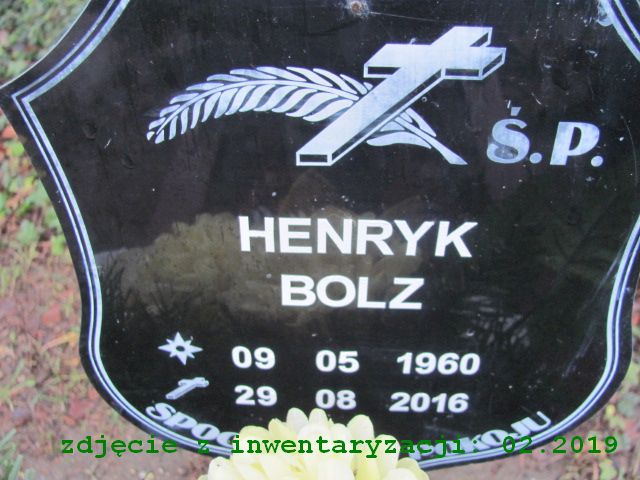 Ś.P.
HENRYK
BOLZ
09 05 1960
29 08 2016
zdjęcie z inwentaryzacji: 02.2019